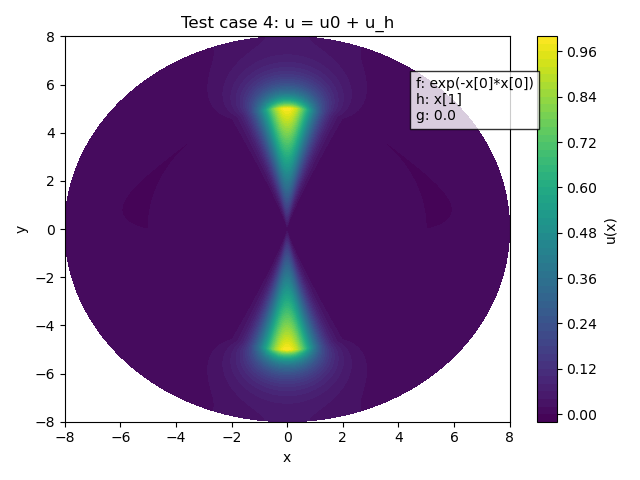 Test case 4: u = u0 + u_h
f: exp(-x[0]*x[0])
h: x[1]
g: 0.0
8
6
4
2
0
−2
−4
−6
−8
y
−8 −6 −4 −2 0 2 4 6 8
x
0.96
0.84
0.72
0.60
0.48
0.36
0.24
0.12
0.00
u(x)